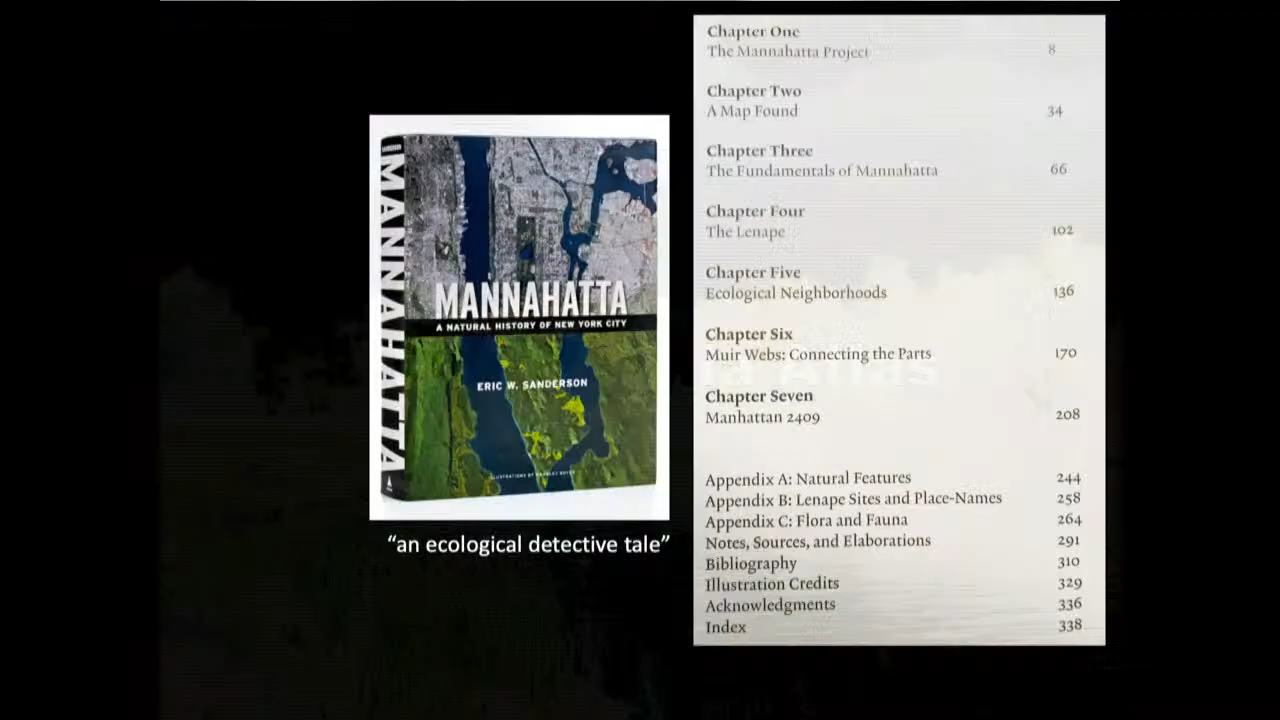 MANNAHATTA
MANNAHATTA
A NATURAL HISTORY OF NEW YORK CITY
ERIC W. SANDERSON
“an ecological detective tale”
Chapter One
The Mannahatta Project 8
Chapter Two
A Map Found 34
Chapter Three
The Fundamentals of Mannahatta 66
Chapter Four
The Lenape 102
Chapter Five
Ecological Neighborhoods 136
Chapter Six
Muir Webs: Connecting the Parts 170
Chapter Seven
Manhattan 2409 208
Appendix A: Natural Features 244
Appendix B: Lenape Sites and Place-Names 258
Appendix C: Flora and Fauna 264
Notes, Sources, and Elaborations 291
Bibliography 310
Illustration Credits 329
Acknowledgments 336
Index 338